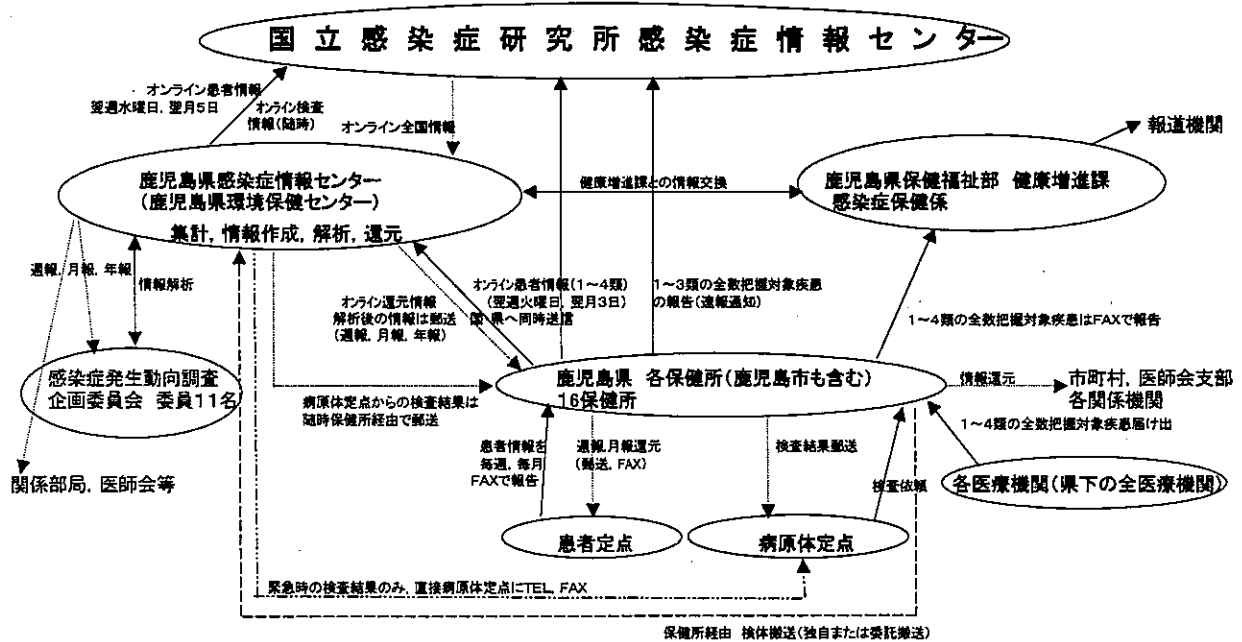 国立感染症研究所感染症情報センター
オンライン患者情報
翌週水曜日, 翌月5日
オンライン検査
情報(随時)
オンライン全国情報
報道機関
鹿児島県感染症情報センター
(鹿児島県環境保健センター)
集計, 情報作成, 解析, 還元
健康増進課との情報交換
鹿児島県保健福祉部 健康増進課
感染症保健係
週報, 月報, 年報
情報解析
オンライン還元情報
解析後の情報は郵送
(週報, 月報, 年報)
オンライン患者情報(1~4類)
(翌週火曜日, 翌月3日)
国・県へ同時送信
1~3類の全数把握対象疾患
の報告(速報通知)
1~4類の全数把握対象疾患はFAXで報告
感染症発生動向調査
企画委員会 委員11名
鹿児島県 各保健所(鹿児島市も含む)
16保健所
情報還元
市町村, 医師会支部
各関係機関
病原体定点からの検査結果は
随時保健所経由で郵送
1~4類の全数把握対象疾患届け出
患者情報を
毎週, 毎月
FAXで報告
週報, 月報還元
(郵送, FAX)
検査結果郵送
検査依頼
各医療機関(県下の全医療機関)
関係部局, 医師会等
患者定点
病原体定点
緊急時の検査結果のみ, 直接病原体定点にTEL, FAX
保健所経由 検体搬送(独自または委託搬送)